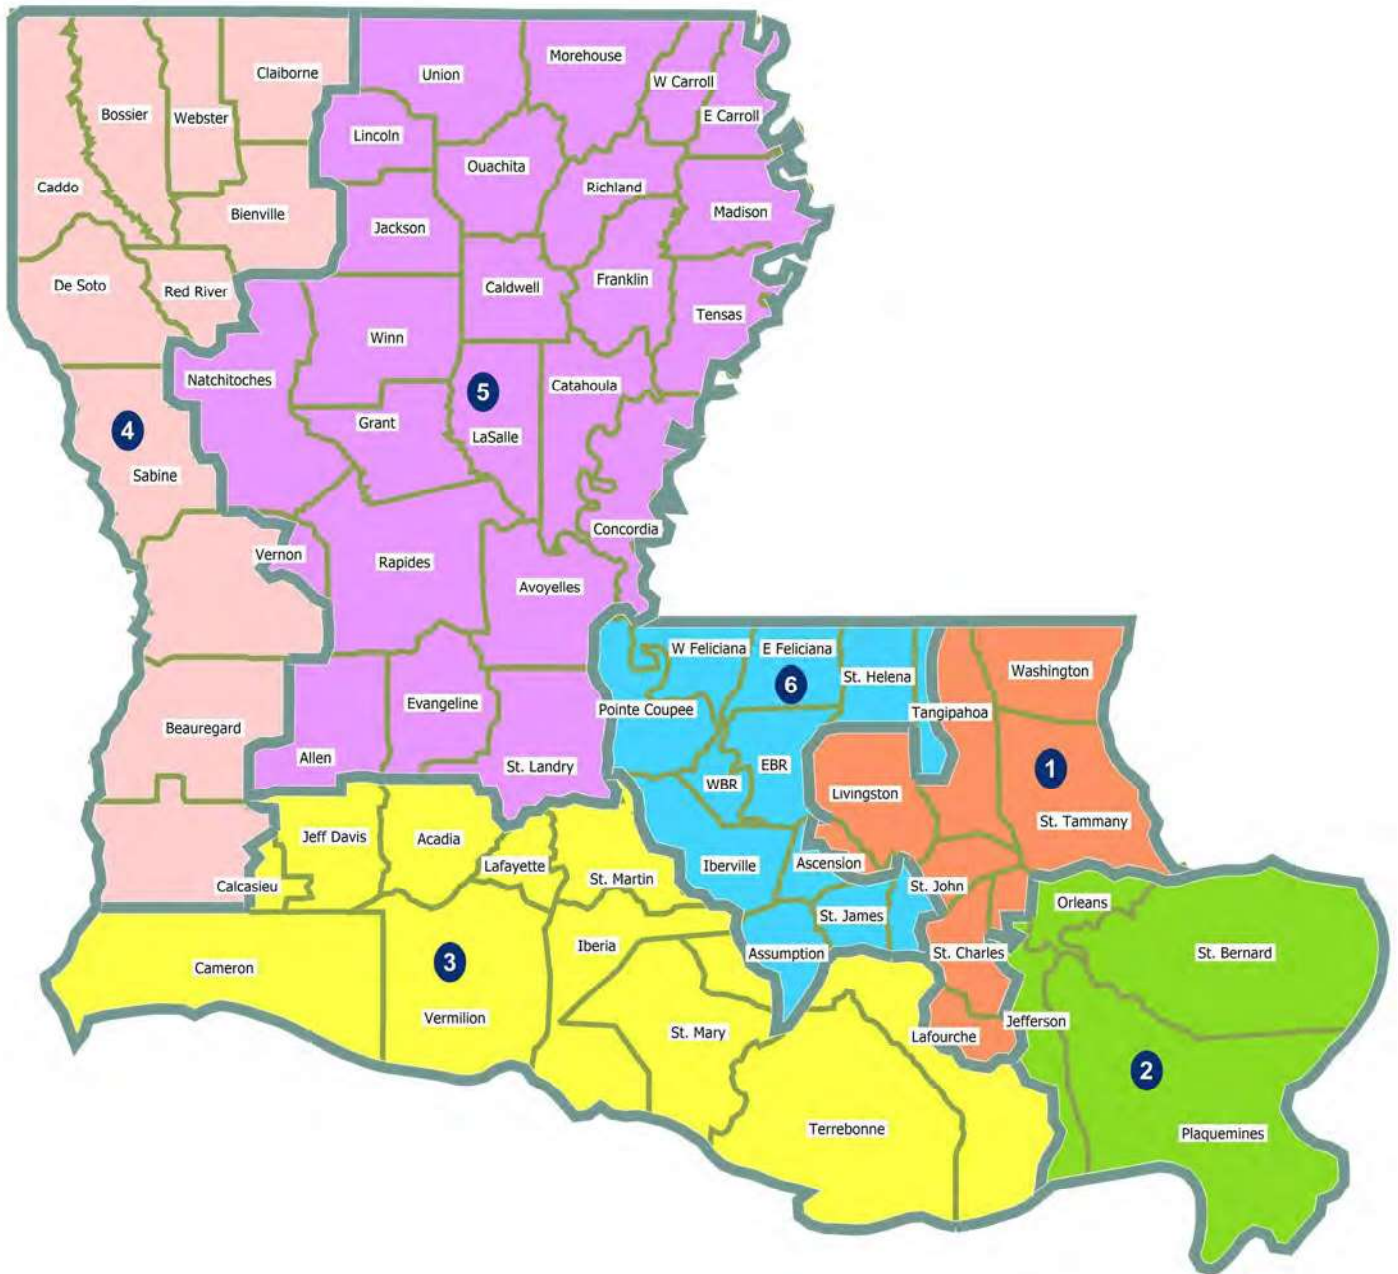 Claiborne
Union
Morehouse
W Carroll
E Carroll
Bossier
Webster
Lincoln
Ouachita
Caddo
Bienville
Richland
Madison
Jackson
De Soto
Red River
Caldwell
Franklin
Tensas
Winn
Natchitoches
5
Catahoula
4
Grant
LaSalle
Sabine
Concordia
Vernon
Rapides
Avoyelles
W Feliciana
E Feliciana
St. Helena
Washington
6
Evangeline
Pointe Coupee
Tangipahoa
Beauregard
Allen
St. Landry
WBR
EBR
1
Livingston
Jeff Davis
Acadia
St. Tammany
Lafayette
St. Martin
Iberville
Ascension
Calcasieu
St. John
Orleans
St. James
Iberia
Assumption
St. Charles
St. Bernard
Cameron
3
Vermilion
St. Mary
Lafourche
Jefferson
2
Terrebonne
Plaquemines